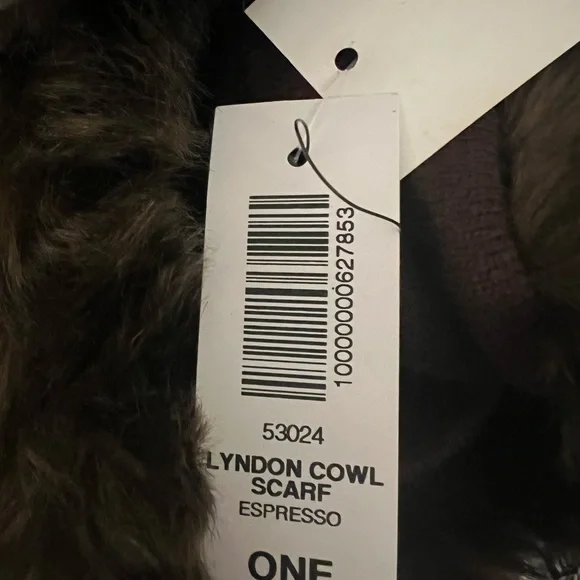 1000000627853
53024
LYNDON COWL
SCARF
ESPRESSO
ONE